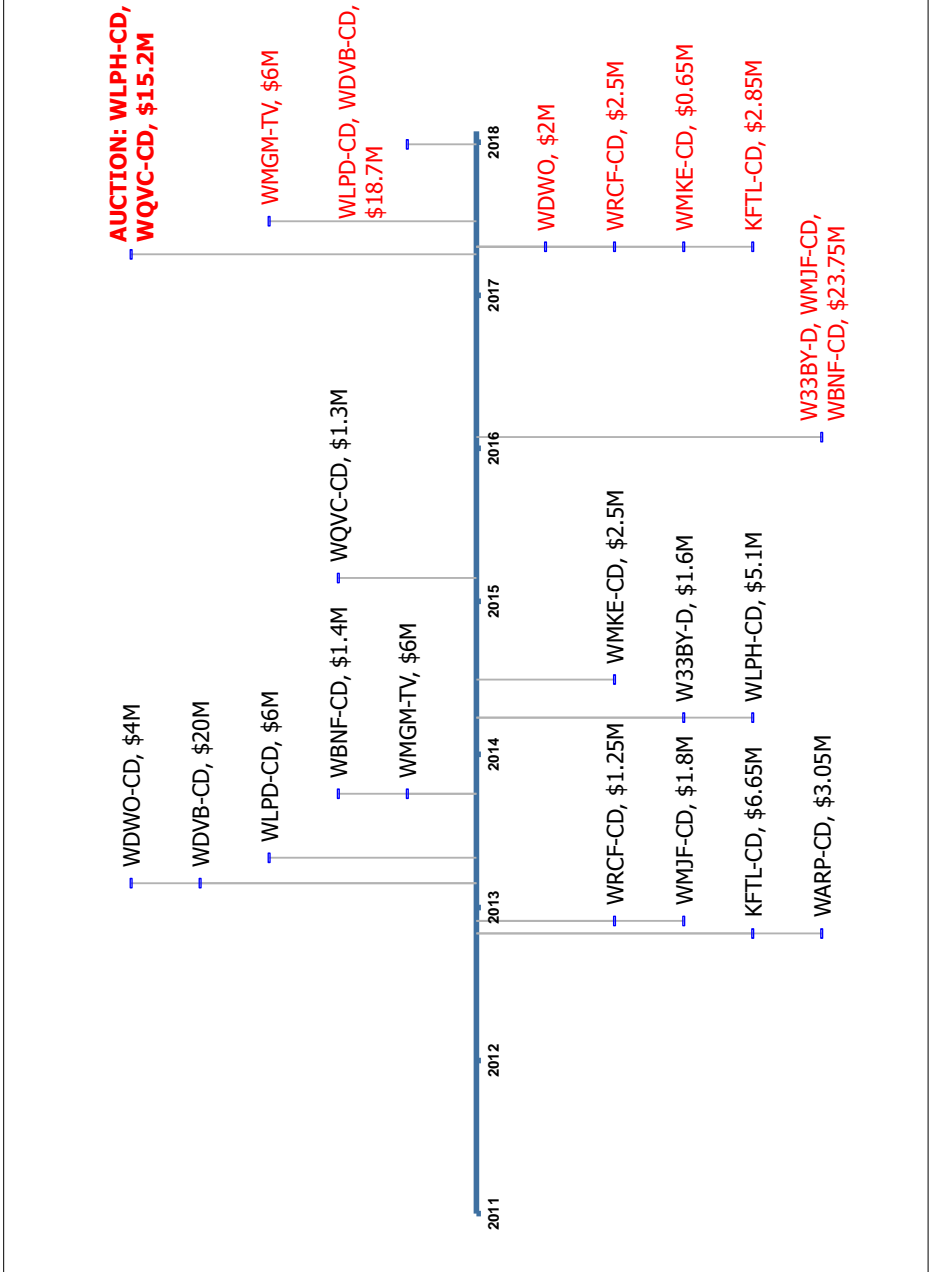 AUCTION: WLPH-CD,
WQVC-CD, $15.2M
WDWO-CD, $4M
WDVB-CD, $20M
WMGM-TV, $6M
WLPD-CD, $6M
WLPD-CD, WDVB-CD,
$18.7M
WQVC-CD, $1.3M
WBNF-CD, $1.4M
WMGM-TV, $6M
2011
2012
2013
2014
2015
2016
2017
2018
WDWO, $2M
WRCF-CD, $2.5M
WMKE-CD, $0.65M
KFTL-CD, $2.85M
WMKE-CD, $2.5M
W33BY-D, $1.6M
WLPH-CD, $5.1M
WRCF-CD, $1.25M
WMJF-CD, $1.8M
KFTL-CD, $6.65M
WARP-CD, $3.05M
W33BY-D, WMJF-CD,
WBNF-CD, $23.75M